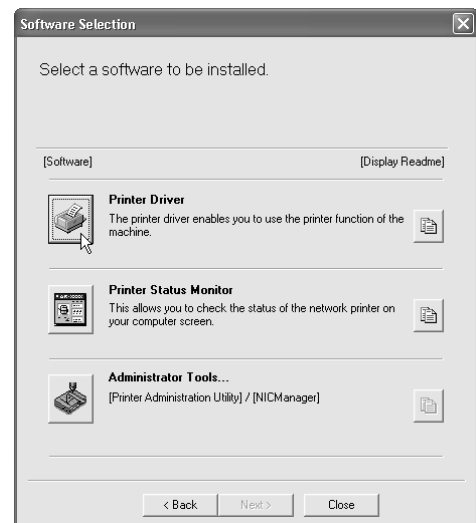 Software Selection
Select a software to be installed.
[Software] [Display Readme]
Printer Driver
The printer driver enables you to use the printer function of the
machine.
Printer Status Monitor
This allows you to check the status of the network printer on
your computer screen.
Administrator Tools...
[Printer Administration Utility] / [NICManager]
< Back Next > Close